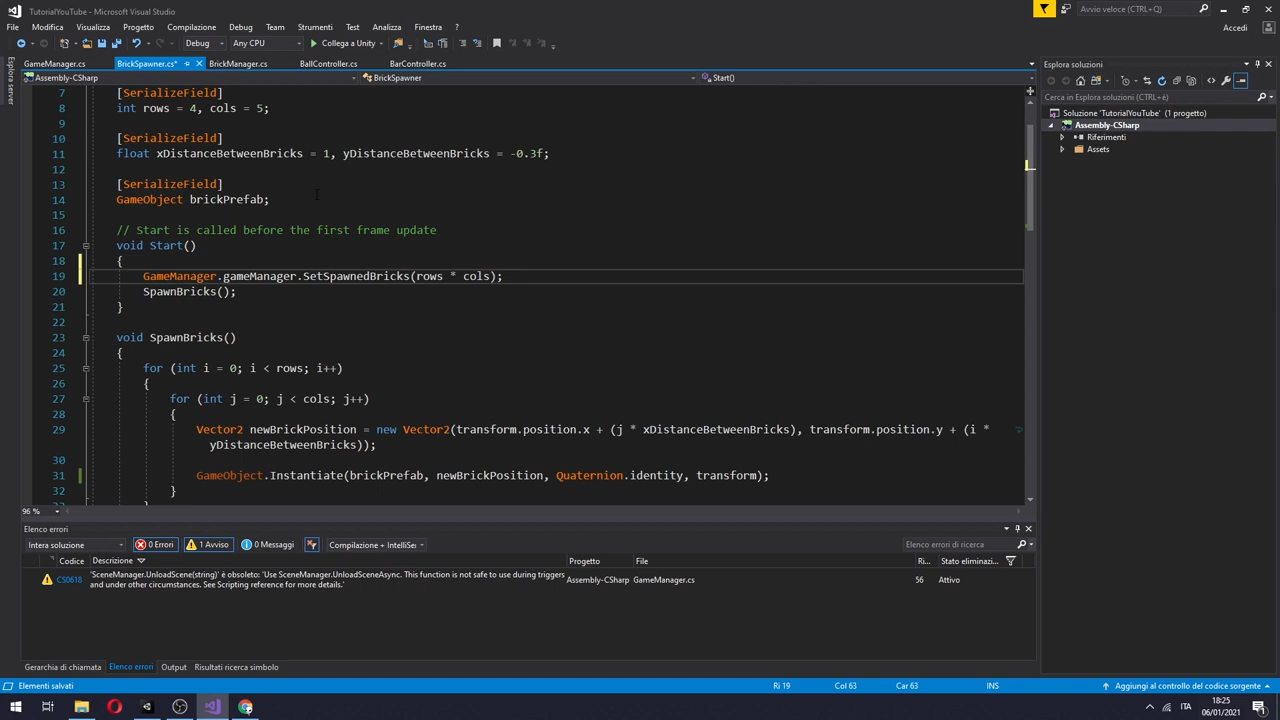 TutorialYouTube - Microsoft Visual Studio
Avvio veloce (CTRL+Q)
File Modifica Visualizza Progetto Compilazione Debug Team Strumenti Test Analizza Finestra ?
Accedi
Debug Any CPU Collega a Unity
GameManager.cs BrickSpawner.cs* BrickManager.cs BallController.cs BarController.cs
Assembly-CSharp BrickSpawner Start()
Esplora server
7 [SerializeField]
8 int rows = 4, cols = 5;
9
10 [SerializeField]
11 float xDistanceBetweenBricks = 1, yDistanceBetweenBricks = -0.3f;
12
13 [SerializeField]
14 GameObject brickPrefab;
15
16 // Start is called before the first frame update
17 void Start()
18 {
19 GameManager.gameManager.SetSpawnedBricks(rows * cols);
20 SpawnBricks();
21 }
22
23 void SpawnBricks()
24 {
25 for (int i = 0; i < rows; i++)
26 {
27 for (int j = 0; j < cols; j++)
28 {
29 Vector2 newBrickPosition = new Vector2(transform.position.x + (j * xDistanceBetweenBricks), transform.position.y + (i *
yDistanceBetweenBricks));
30
31 GameObject.Instantiate(brickPrefab, newBrickPosition, Quaternion.identity, transform);
32 }
96 %
Esplora soluzioni
Cerca in Esplora soluzioni (CTRL+è)
Soluzione 'TutorialYouTube' (1 progetto)
Assembly-CSharp
Riferimenti
Assets
Elenco errori
Intera soluzione 0 Errori 1 Avviso 0 Messaggi Compilazione + IntelliSer Elenco errori di ricerca
Codice Descrizione Progetto File Ri... Stato eliminazi...
CS0618 'SceneManager.UnloadScene(string)' è obsoleto: 'Use SceneManager.UnloadSceneAsync. This function is not safe to use during triggers
and under other circumstances. See Scripting reference for more details.' Assembly-CSharp GameManager.cs 56 Attivo
Gerarchia di chiamata Elenco errori Output Risultati ricerca simbolo
Elementi salvati Ri 19 Col 63 Car 63 INS Aggiungi al controllo del codice sorgente
ITA 18:25
06/01/2021